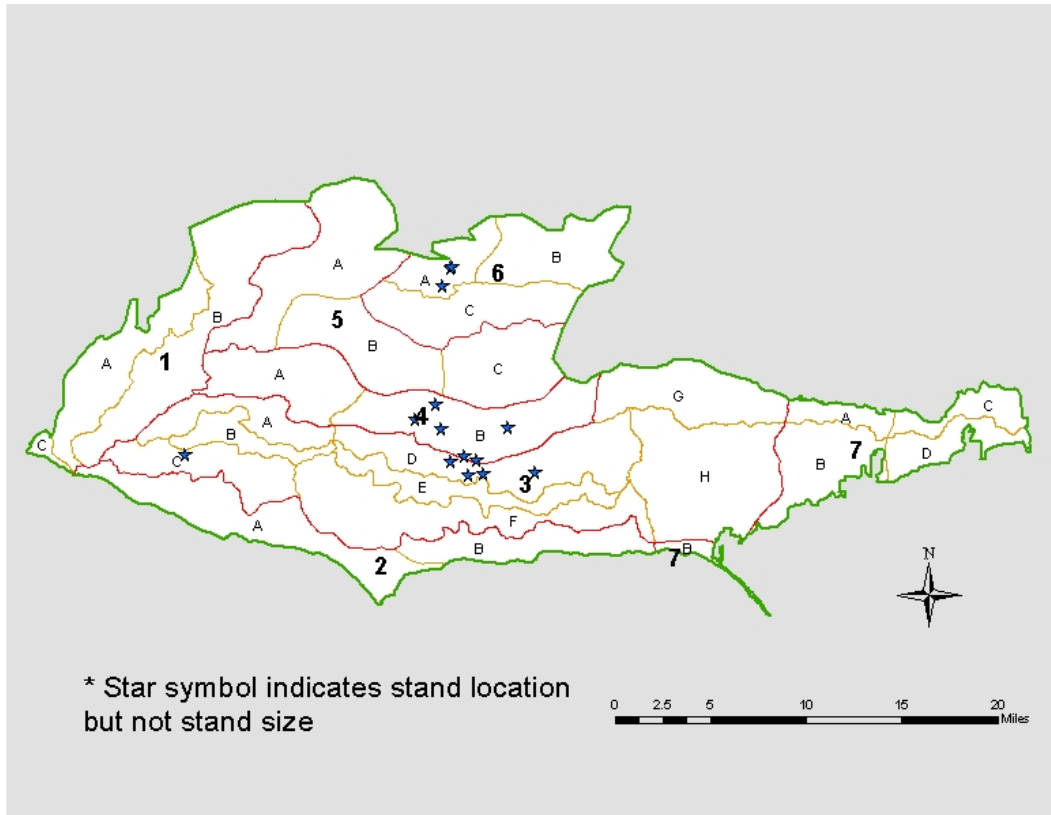 A
B
6
A
C
B
5
A
B
1
C
A
G
C
4
A
A
B
B
7
C
C
D
D
C
3
E
H
B
F
A
B
B
2
7
N
* Star symbol indicates stand location
but not stand size
0 2.5 5 10 15 20
Miles